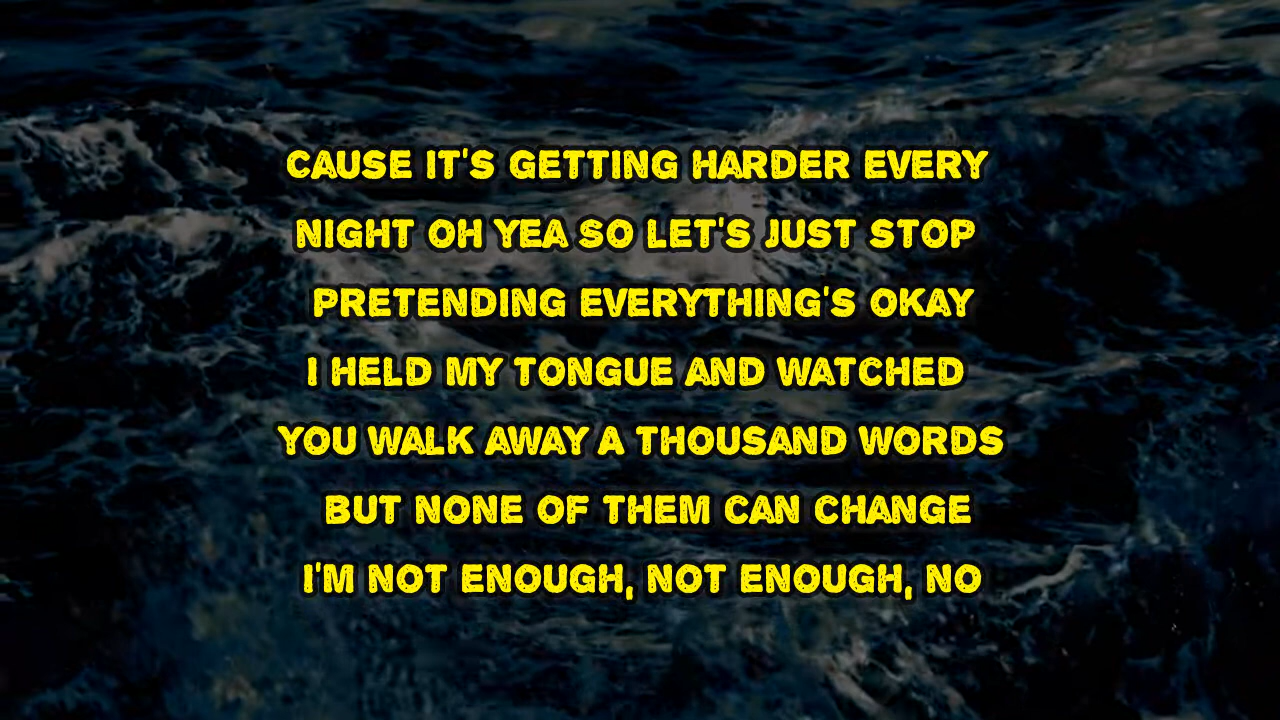 CAUSE IT'S GETTING HARDER EVERY
NIGHT OH YEA SO LET'S JUST STOP
PRETENDING EVERYTHING'S OKAY
I HELD MY TONGUE AND WATCHED
YOU WALK AWAY A THOUSAND WORDS
BUT NONE OF THEM CAN CHANGE
I'M NOT ENOUGH, NOT ENOUGH, NO